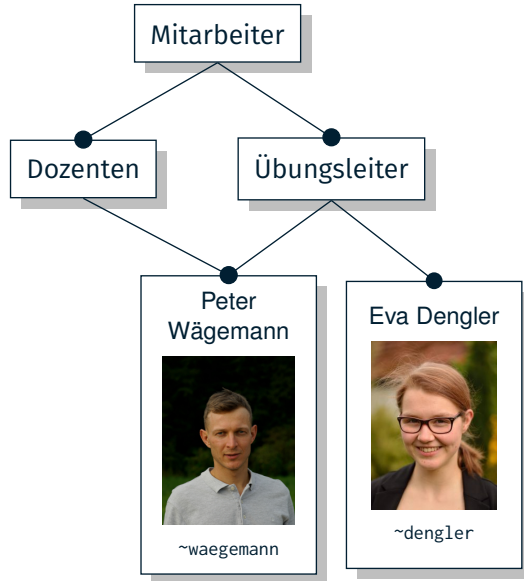 Mitarbeiter
Dozenten
Übungsleiter
Peter
Wägemann
Eva Dengler
~waegemann
~dengler